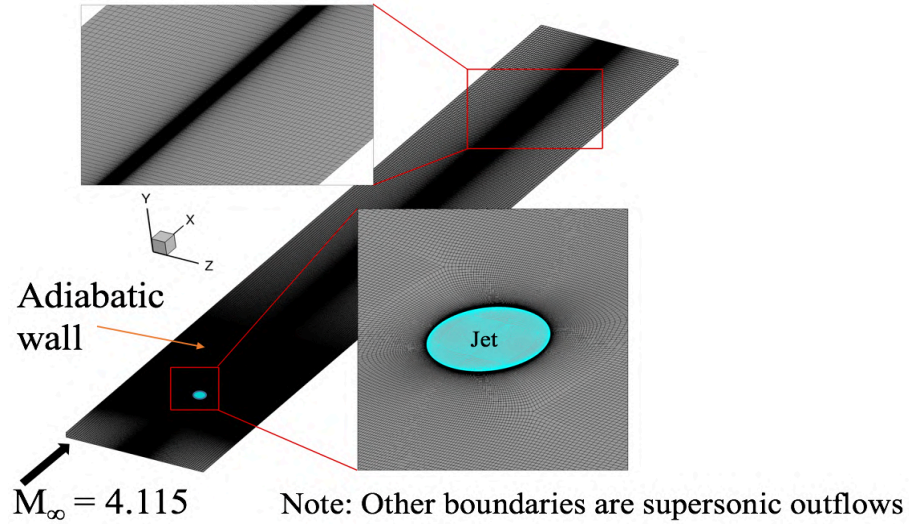 Y
X
Z
Adiabatic
wall
Jet
M∞ = 4.115
Note: Other boundaries are supersonic outflows